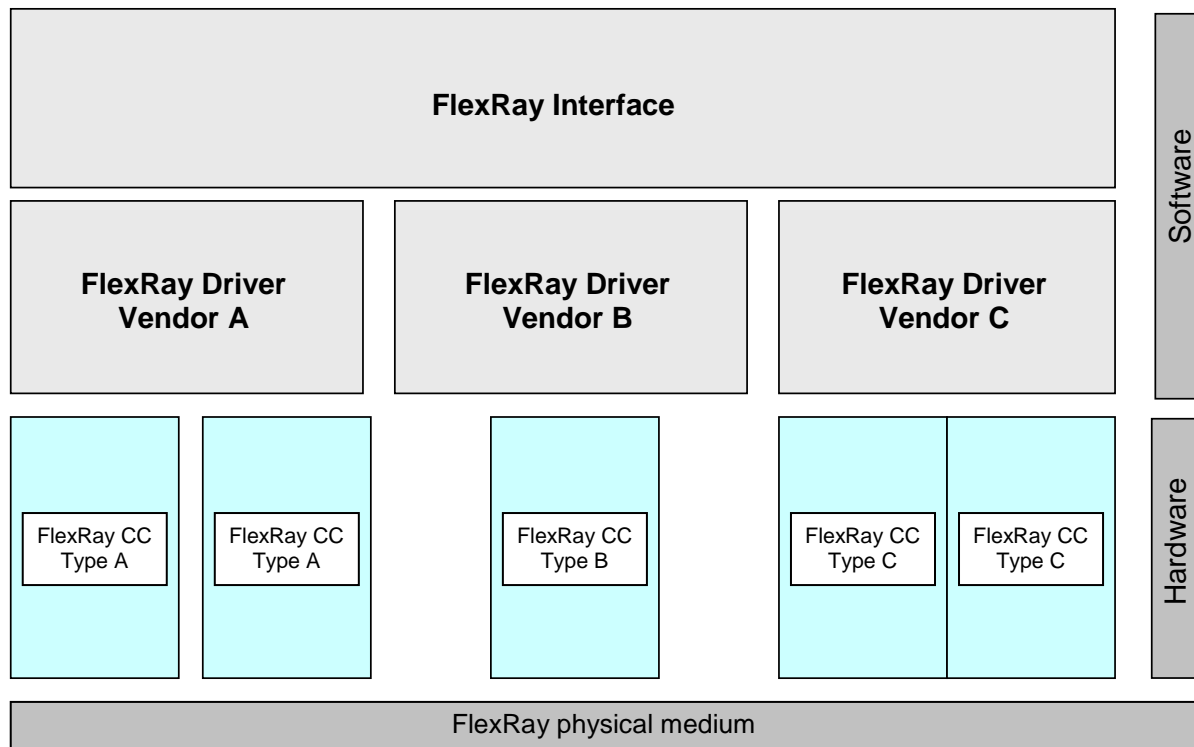 FlexRay Interface
Software
FlexRay Driver
Vendor A
FlexRay Driver
Vendor B
FlexRay Driver
Vendor C
FlexRay CC
Type A
FlexRay CC
Type A
FlexRay CC
Type B
FlexRay CC
Type C
FlexRay CC
Type C
Hardware
FlexRay physical medium